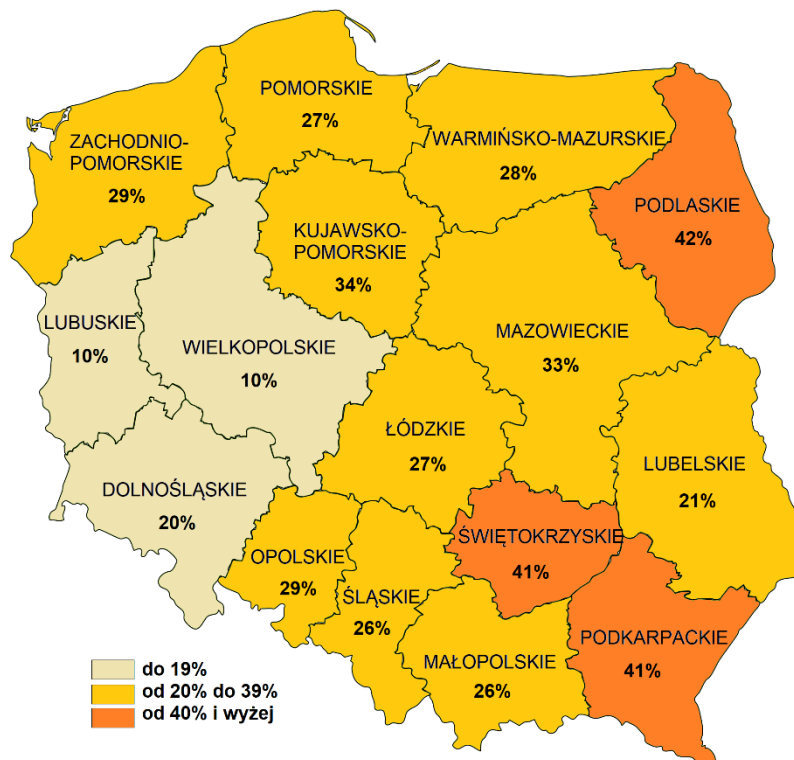 POMORSKIE
27%
ZACHODNIO-
POMORSKIE
29%
WARMIŃSKO-MAZURSKIE
28%
PODLASKIE
42%
KUJAWSKO-
POMORSKIE
34%
LUBUSKIE
10%
WIELKOPOLSKIE
10%
MAZOWIECKIE
33%
ŁÓDZKIE
27%
LUBELSKIE
21%
DOLNOŚLĄSKIE
20%
OPOLSKIE
29%
ŚLĄSKIE
26%
ŚWIĘTOKRZYSKIE
41%
MAŁOPOLSKIE
26%
PODKARPACKIE
41%
do 19%
od 20% do 39%
od 40% i wyżej